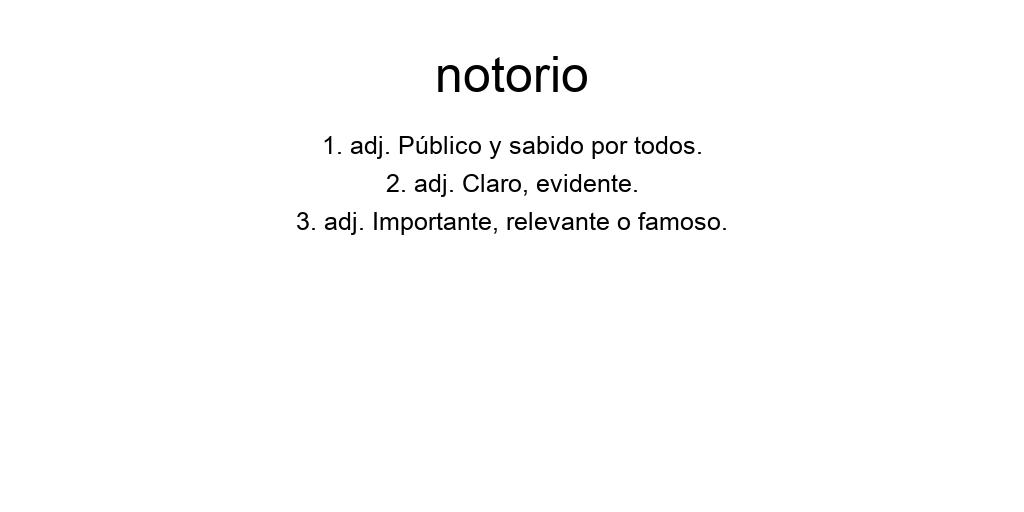 notorio
1. adj. Público y sabido por todos.
2. adj. Claro, evidente.
3. adj. Importante, relevante o famoso.